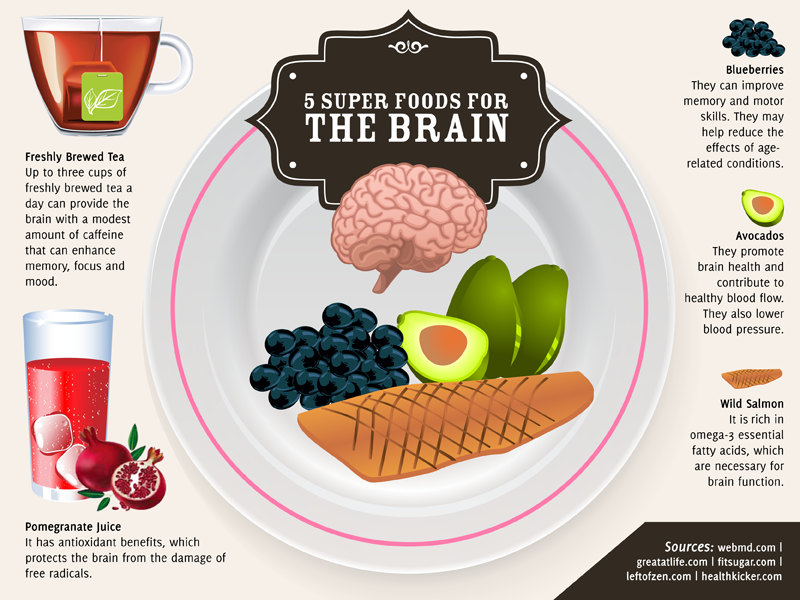 5 SUPER FOODS FOR
THE BRAIN
Freshly Brewed Tea
Up to three cups of
freshly brewed tea a
day can provide the
brain with a modest
amount of caffeine
that can enhance
memory, focus and
mood.
Pomegranate Juice
It has antioxidant benefits, which
protects the brain from the damage of
free radicals.
Blueberries
They can improve
memory and motor
skills. They may
help reduce the
effects of age-
related conditions.
Avocados
They promote
brain health and
contribute to
healthy blood flow.
They also lower
blood pressure.
Wild Salmon
It is rich in
omega-3 essential
fatty acids, which
are necessary for
brain function.
Sources: webmd.com |
greatatlife.com | fitsugar.com |
leftofzen.com | healthkicker.com